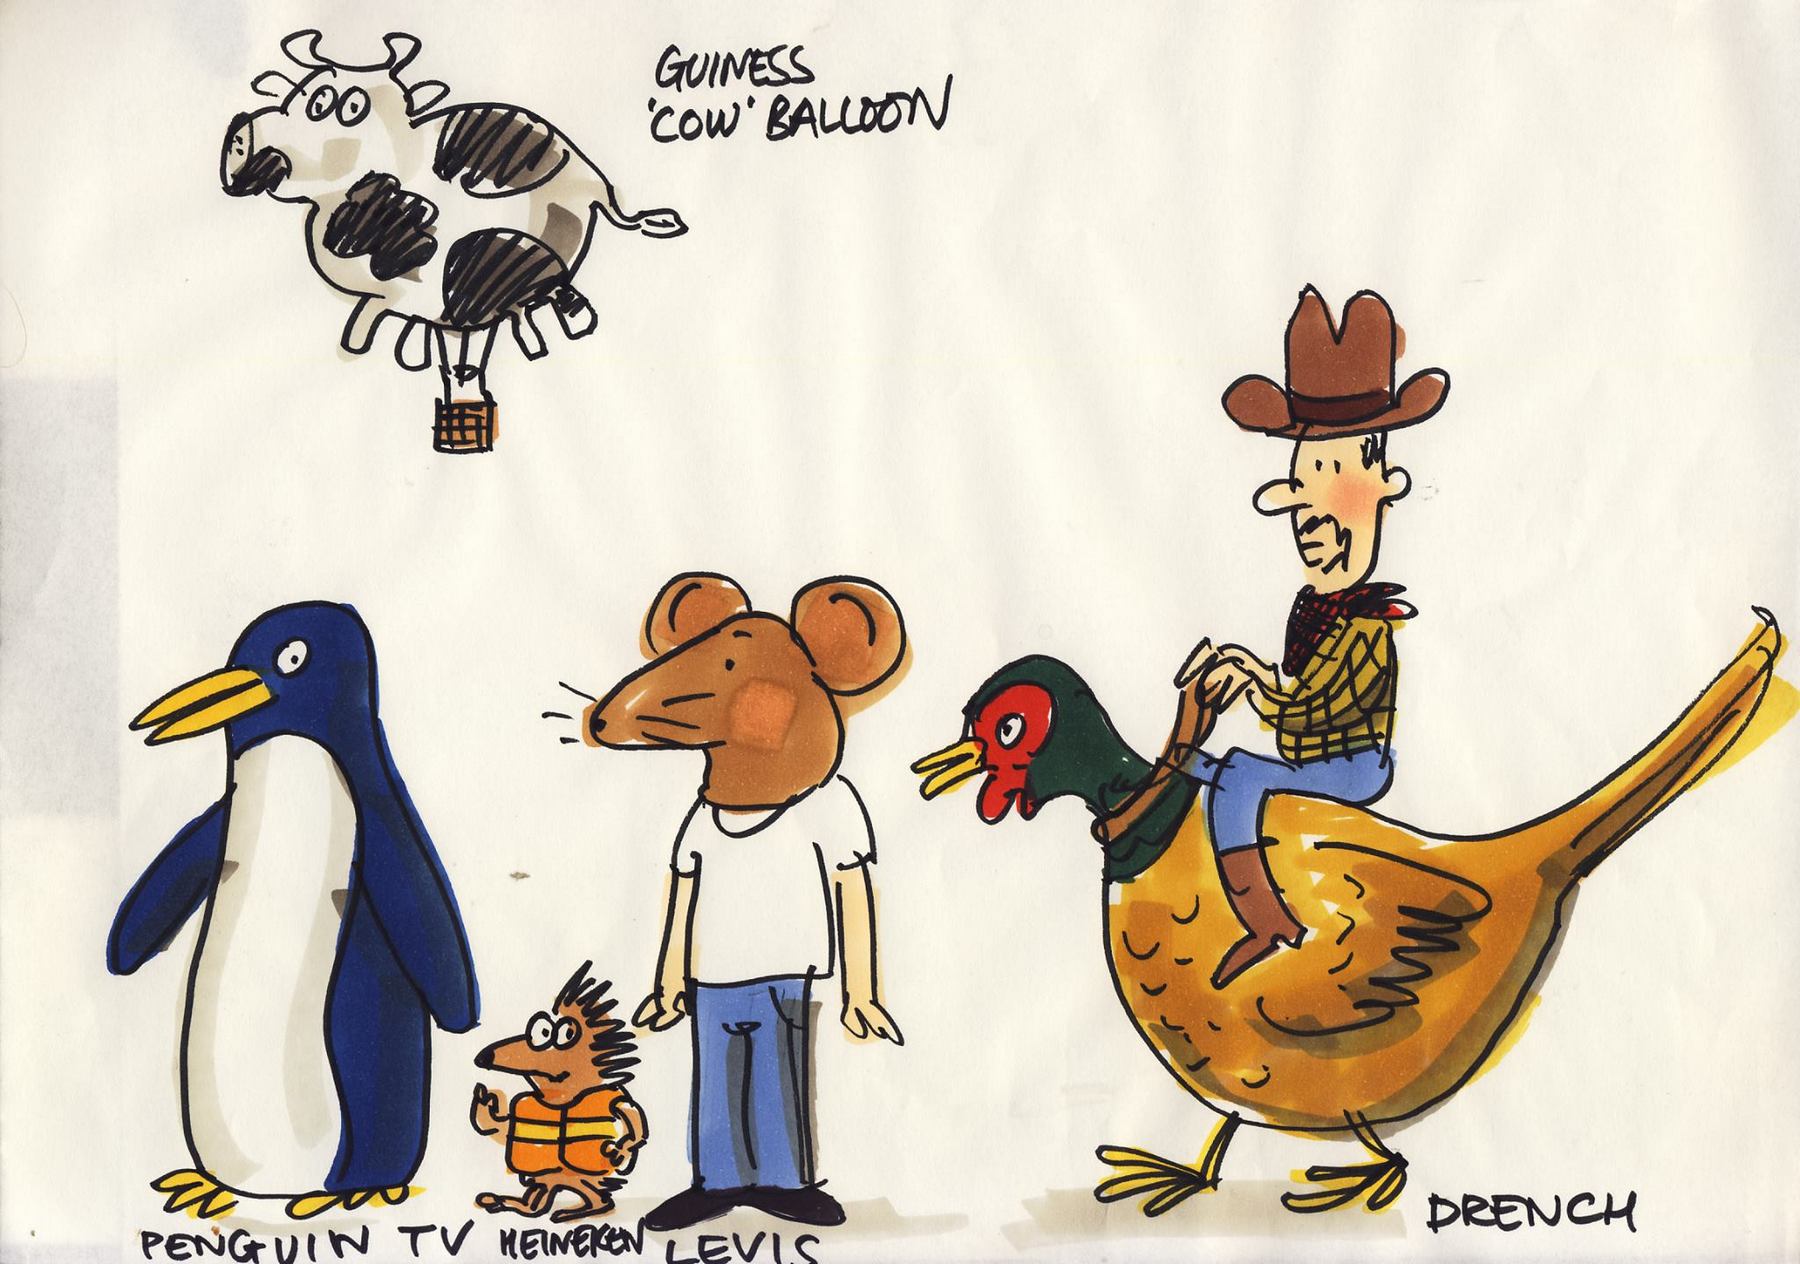 GUINESS
'COW' BALLOON
PENGUIN TV
HEINEKEN
LEVIS
DRENCH